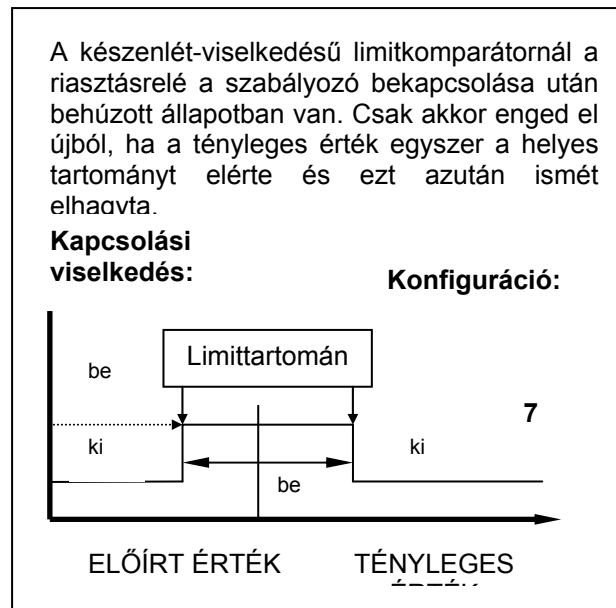 A készenlét-viselkedésű limitkomparátornál a
riasztásrelé a szabályozó bekapcsolása után
behúzott állapotban van. Csak akkor enged el
újból, ha a tényleges érték egyszer a helyes
tartományt elérte és ezt azután ismét
elhagyta.
Kapcsolási
viselkedés:
Konfiguráció:
Limittartomán
be
7
ki
ki
be
ELŐÍRT ÉRTÉK
TÉNYLEGES
ÉRTÉK